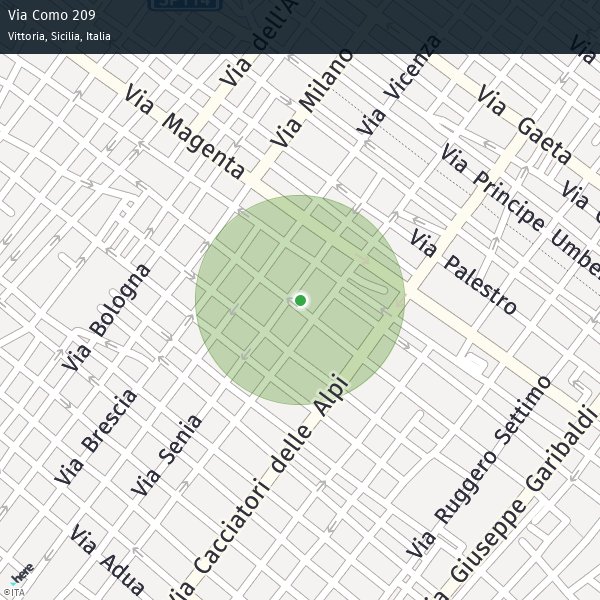 Via Como 209
Vittoria, Sicilia, Italia
SP114
Via dell'A
Via Milano
Via Vicenza
Via
Via Magenta
Via Gaeta
Via Principe Umbe
Via Palestro
Via Bologna
Via Brescia
Via Senia
Via Cacciatori delle Alpi
Via Ruggero Settimo
ia Giuseppe Garibaldi
Via Adua
here
©ITA